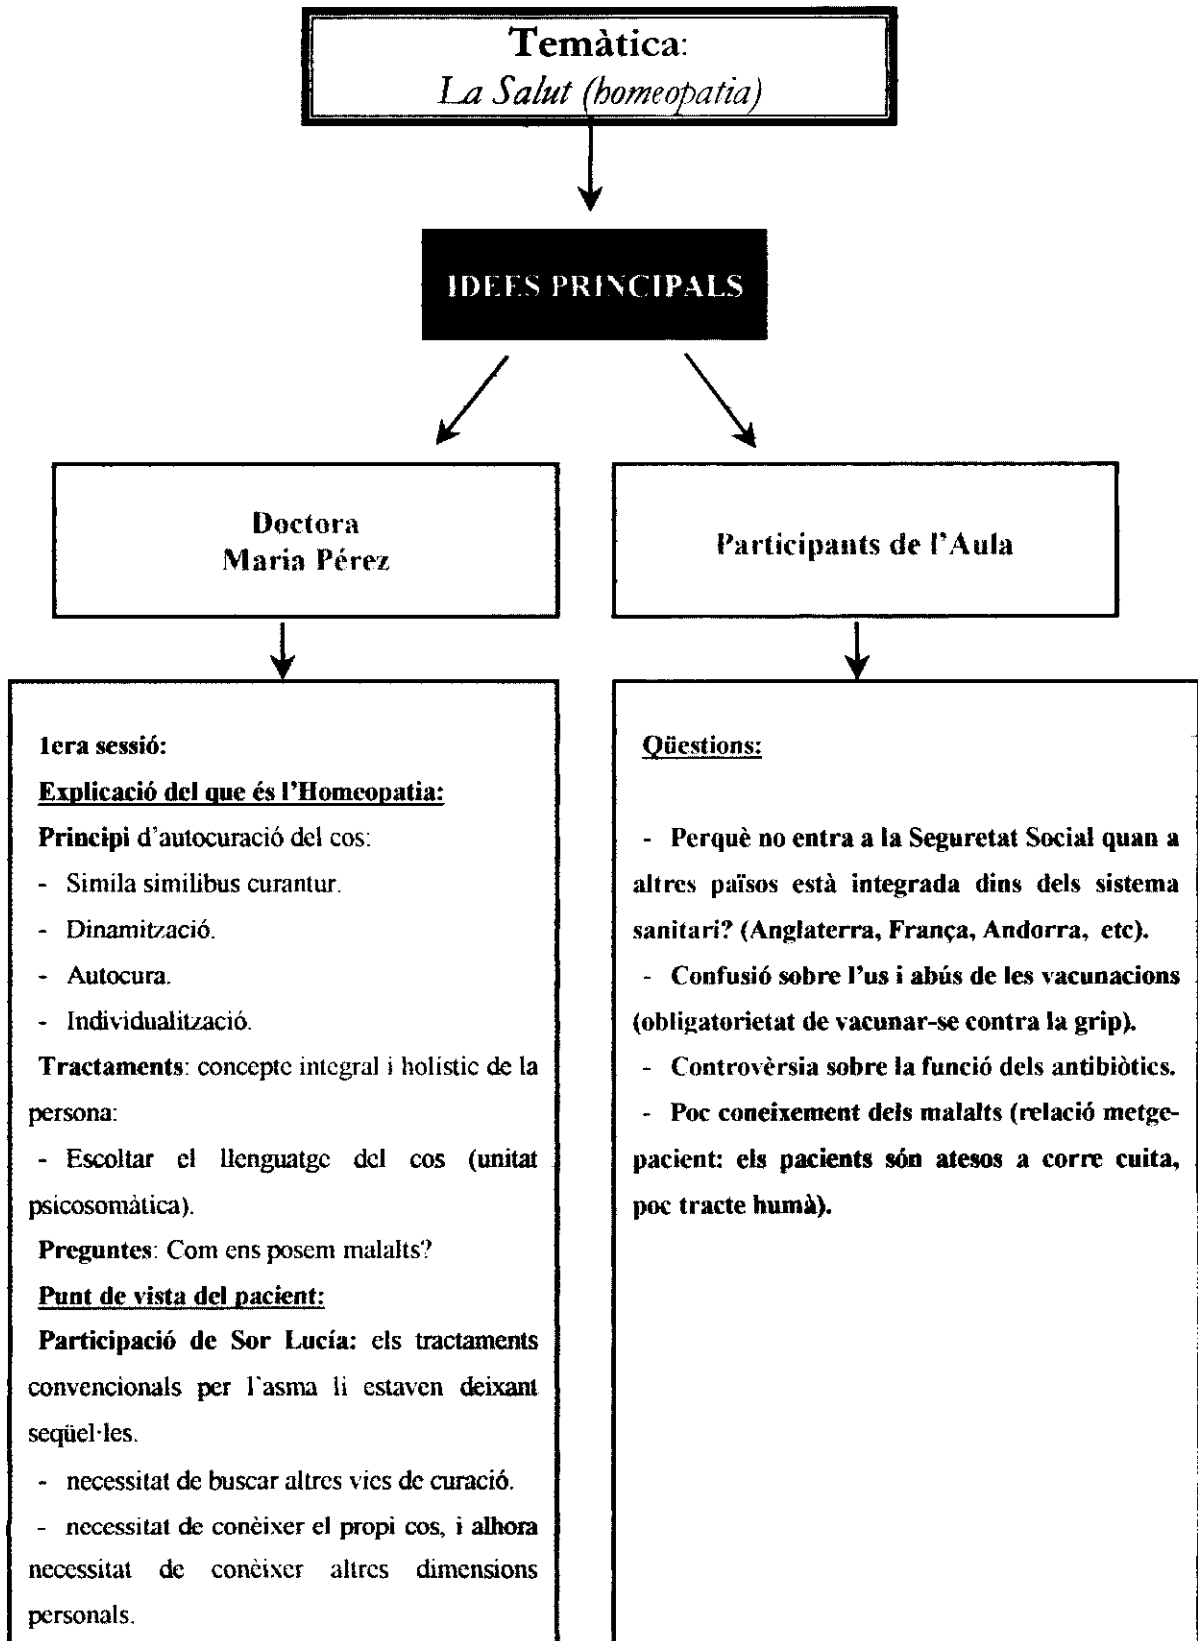 Temàtica:
La Salut (homeopatia)
IDEES PRINCIPALS
Doctora
Maria Pérez
Participants de l'Aula
1era sessió:
Explicació del que és l'Homeopatia:
Principi d'autocuració del cos:
- Simila similibus curantur.
- Dinamització.
- Autocura.
- Individualització.
Tractaments: concepte integral i holístic de la
persona:
- Escoltar el llenguatge del cos (unitat
psicosomàtica).
Preguntes: Com ens posem malalts?
Punt de vista del pacient:
Participació de Sor Lucía: els tractaments
convencionals per l'asma li estaven deixant
seqüel·les.
- necessitat de buscar altres vies de curació.
- necessitat de conèixer el propi cos, i alhora
necessitat de conèixer altres dimensions
personals.
Qüestions:
- Perquè no entra a la Seguretat Social quan a
altres països està integrada dins dels sistema
sanitari? (Anglaterra, França, Andorra, etc).
- Confusió sobre l'us i abús de les vacunacions
(obligatorietat de vacunar-se contra la grip).
- Controvèrsia sobre la funció dels antibiòtics.
- Poc coneixement dels malalts (relació metge-
pacient: els pacients són atesos a corre cuita,
poc tracte humà).